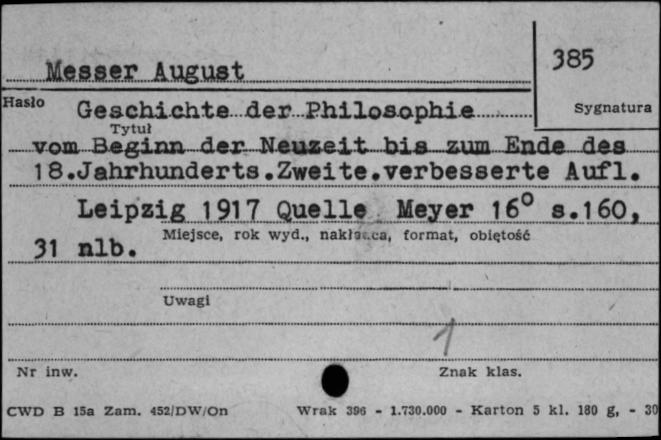 385
Messer August
Hasło
Geschichte der Philosophie
Sygnatura
Tytuł
vom Beginn der Neuzeit bis zum Ende des
18.Jahrhunderts.Zweite.verbesserte Aufl.
Leipzig 1917 Quelle Meyer 16° s.160,
Miejsce, rok wyd., nakładca, format, objętość
31 nlb.
Uwagi
1
Nr inw.
Znak klas.
CWD B 15a Zam. 452/DW/On Wrak 396 - 1.730.000 - Karton 5 kl. 180 g, - 30